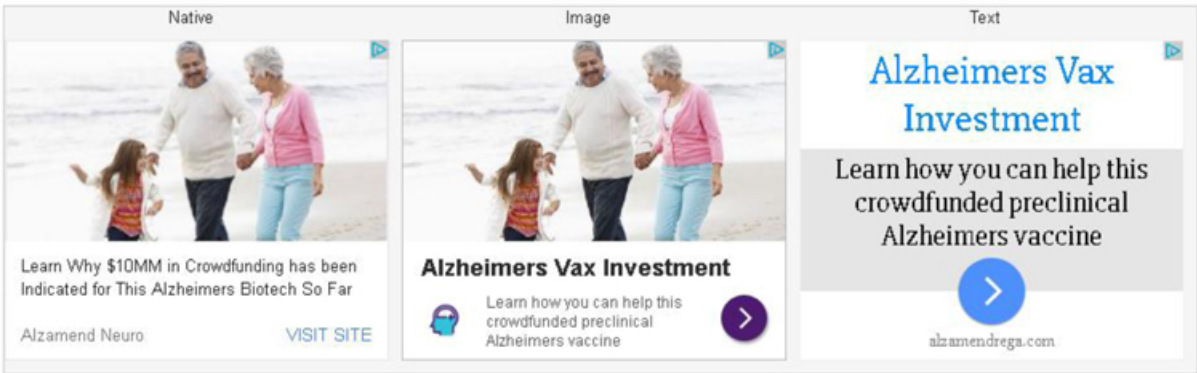 Native
Image
Text
Learn Why $10MM in Crowdfunding has been
Indicated for This Alzheimers Biotech So Far
Alzamend Neuro
VISIT SITE
Alzheimers Vax Investment
Learn how you can help this
crowdfunded preclinical
Alzheimers vaccine
Alzheimers Vax
Investment
Learn how you can help this
crowdfunded preclinical
Alzheimers vaccine
alzamendrega.com